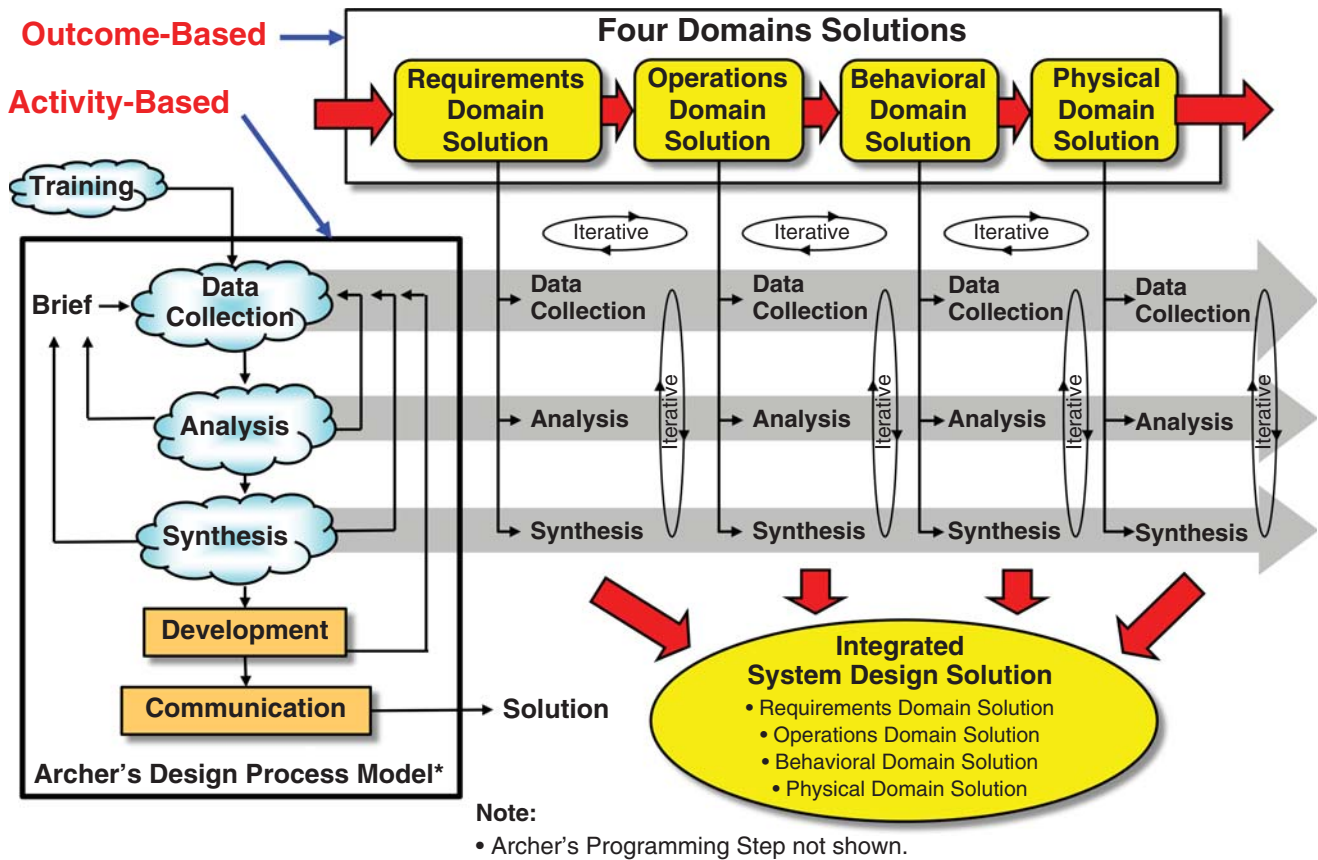 Outcome-Based
Activity-Based
Four Domains Solutions
Requirements
Domain
Solution
Operations
Domain
Solution
Behavioral
Domain
Solution
Physical
Domain
Solution
Training
Brief
Data
Collection
Analysis
Synthesis
Development
Communication
Solution
Archer's Design Process Model*
Iterative
Iterative
Iterative
Data
Collection
Data
Collection
Data
Collection
Data
Collection
Iterative
Iterative
Iterative
Iterative
Analysis
Analysis
Analysis
Analysis
Synthesis
Synthesis
Synthesis
Synthesis
Integrated
System Design Solution
• Requirements Domain Solution
• Operations Domain Solution
• Behavioral Domain Solution
• Physical Domain Solution
Note:
• Archer's Programming Step not shown.